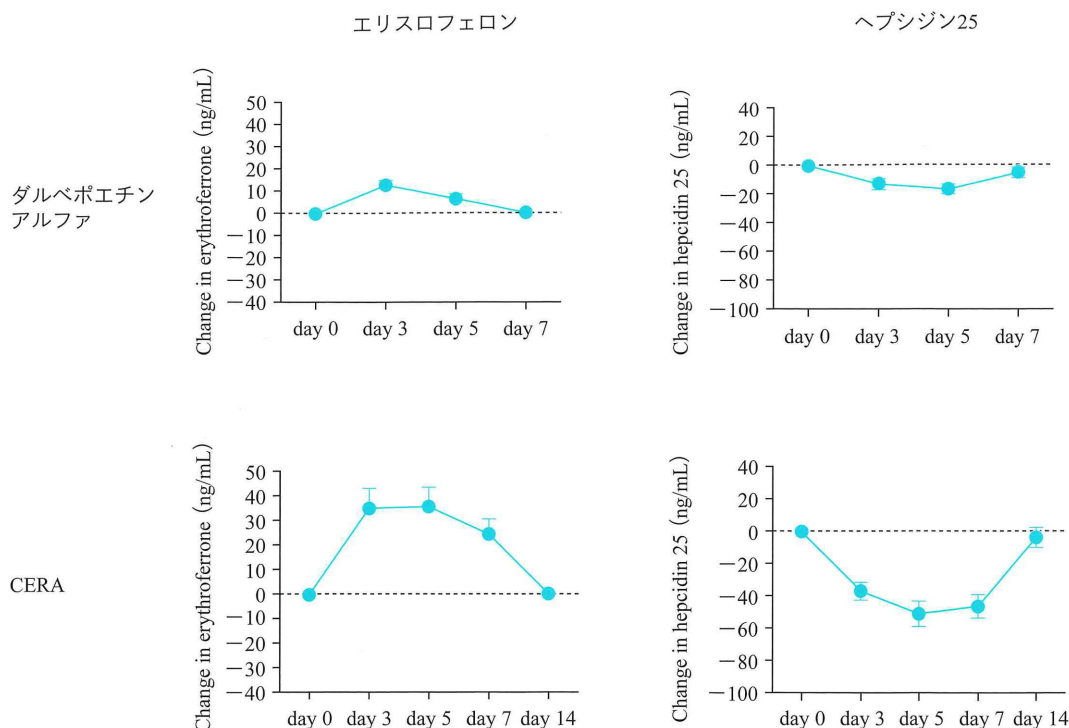 エリスロフェロン
ヘプシジン25
ダルベポエチン
アルファ
Change in erythroferrone (ng/mL)
50
40
30
20
10
0
−10
−20
−30
−40
day 0 day 3 day 5 day 7
Change in hepcidin 25 (ng/mL)
40
20
0
−20
−40
−60
−80
−100
day 0 day 3 day 5 day 7
CERA
Change in erythroferrone (ng/mL)
50
40
30
20
10
0
−10
−20
−30
−40
day 0 day 3 day 5 day 7 day 14
Change in hepcidin 25 (ng/mL)
40
20
0
−20
−40
−60
−80
−100
day 0 day 3 day 5 day 7 day 14